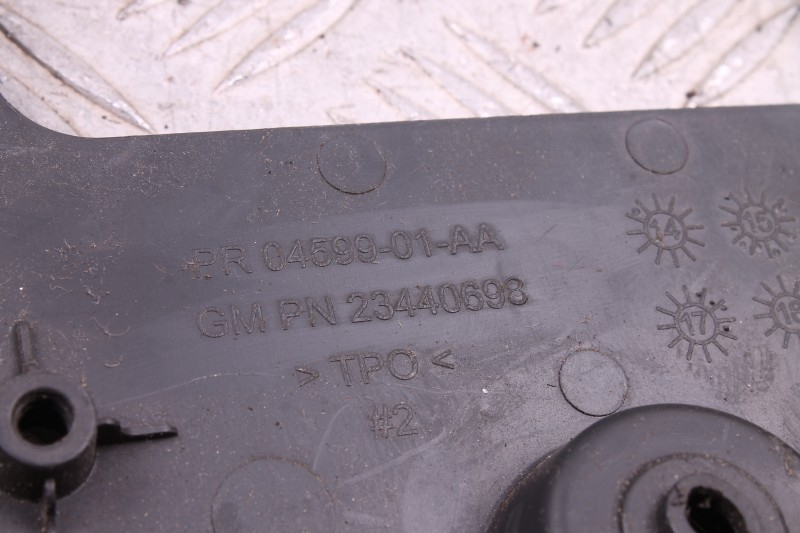 PR 04599-01-AA
GM PN 23440698
> TPO <
#2
14 15
17 18